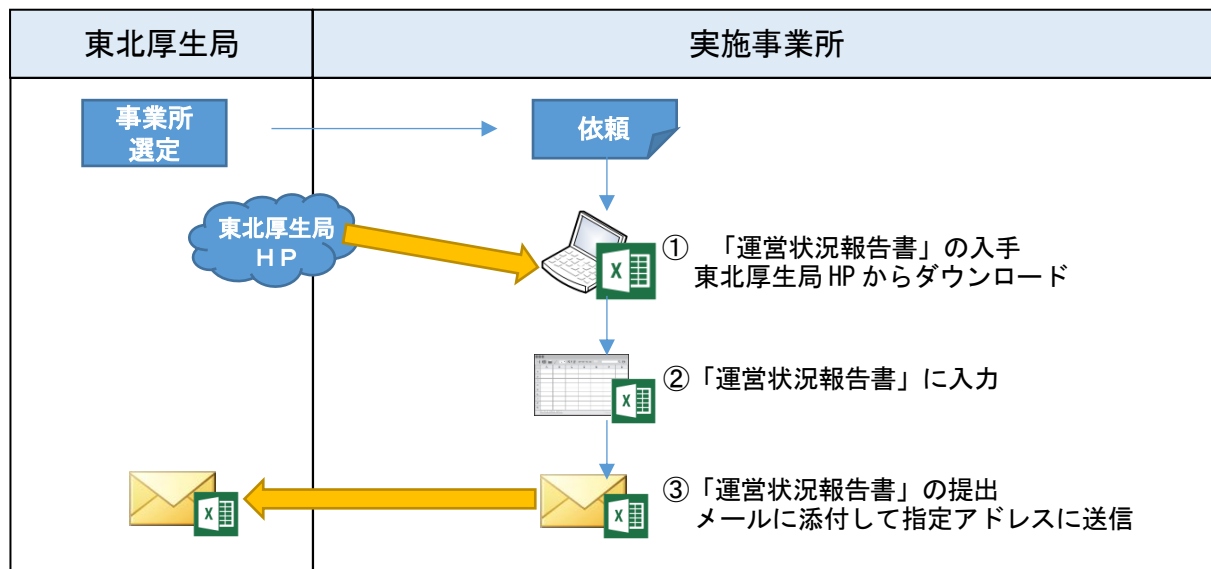 東北厚生局
実施事業所
事業所
選定
依頼
東北厚生局
ＨＰ
① 「運営状況報告書」の入手
東北厚生局 HP からダウンロード
②「運営状況報告書」に入力
③「運営状況報告書」の提出
メールに添付して指定アドレスに送信